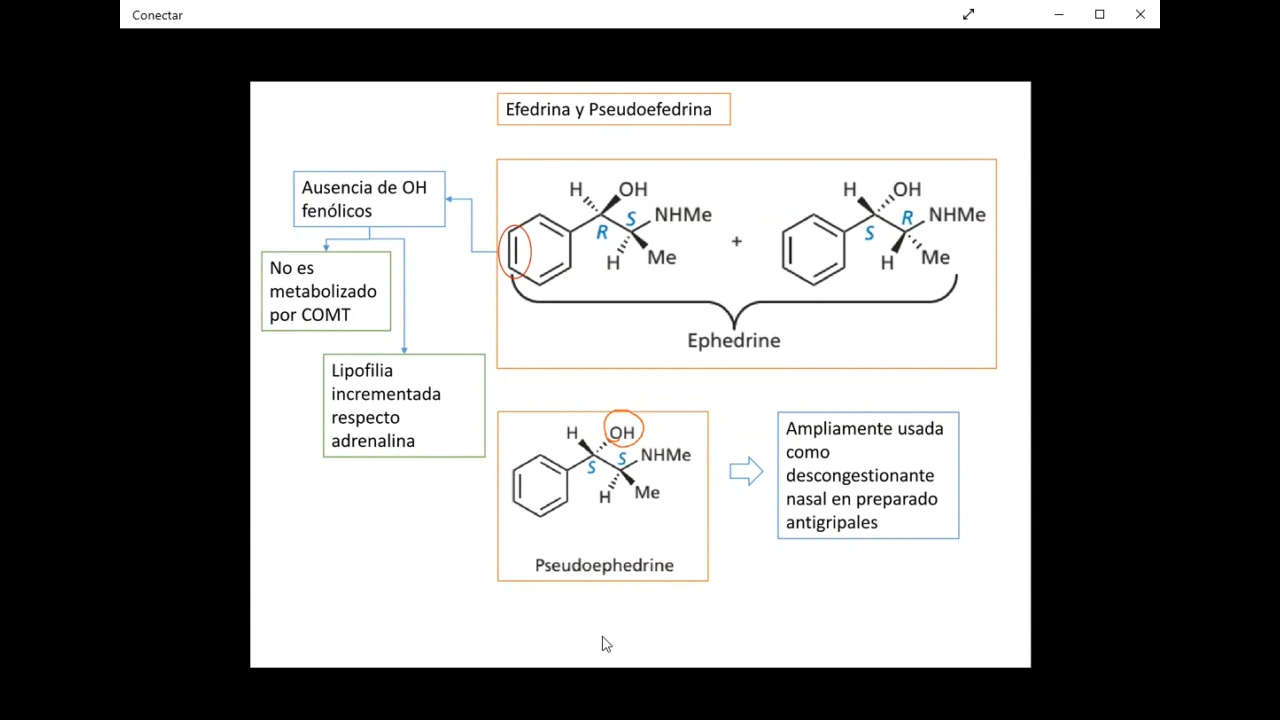 Conectar
Efedrina y Pseudoefedrina
Ausencia de OH
fenólicos
No es
metabolizado
por COMT
Lipofilia
incrementada
respecto
adrenalina
H
OH
S
NHMe
R
H
Me
+
H
OH
R
NHMe
S
H
Me
Ephedrine
H
OH
S
NHMe
S
H
Me
Pseudoephedrine
Ampliamente usada
como
descongestionante
nasal en preparado
antigripales